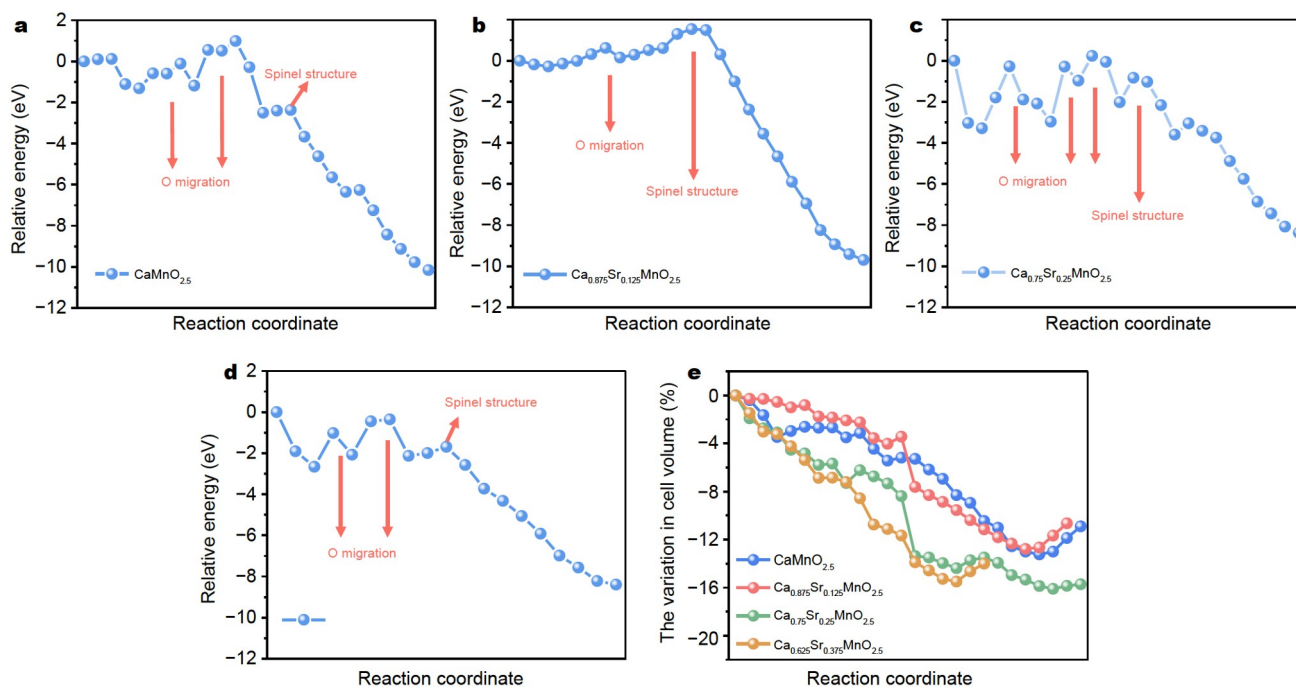 a
2
0
−2
−4
−6
−8
−10
−12
Relative energy (eV)
Spinel structure
O migration
CaMnO₂.₅
Reaction coordinate
b
2
0
−2
−4
−6
−8
−10
−12
Relative energy (eV)
O migration
Spinel structure
Ca₀.₈₇₅Sr₀.₁₂₅MnO₂.₅
Reaction coordinate
c
2
0
−2
−4
−6
−8
−10
−12
Relative energy (eV)
O migration
Spinel structure
Ca₀.₇₅Sr₀.₂₅MnO₂.₅
Reaction coordinate
d
2
0
−2
−4
−6
−8
−10
−12
Relative energy (eV)
Spinel structure
O migration
Reaction coordinate
e
0
−4
−8
−12
−16
−20
The variation in cell volume (%)
CaMnO₂.₅
Ca₀.₈₇₅Sr₀.₁₂₅MnO₂.₅
Ca₀.₇₅Sr₀.₂₅MnO₂.₅
Ca₀.₆₂₅Sr₀.₃₇₅MnO₂.₅
Reaction coordinate